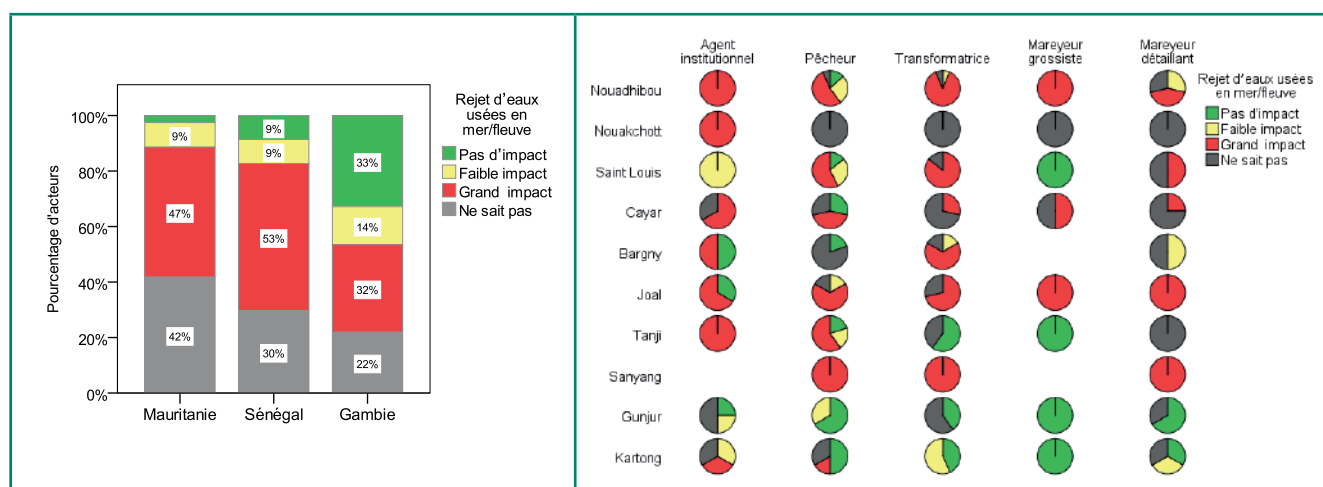 Rejet d'eaux
usées en
mer/fleuve
Pas d'impact
Faible impact
Grand impact
Ne sait pas
Pourcentage d'acteurs
100%
80%
60%
40%
20%
0%
9%
47%
42%
9%
9%
53%
30%
33%
14%
32%
22%
Mauritanie Sénégal Gambie
Agent
institutionnel
Pêcheur
Transformatrice
Mareyeur
grossiste
Mareyeur
détaillant
Rejet d'eaux usées
en mer/fleuve
Pas d'impact
Faible impact
Grand impact
Ne sait pas
Nouadhibou
Nouakchott
Saint Louis
Cayar
Bargny
Joal
Tanji
Sanyang
Gunjur
Kartong